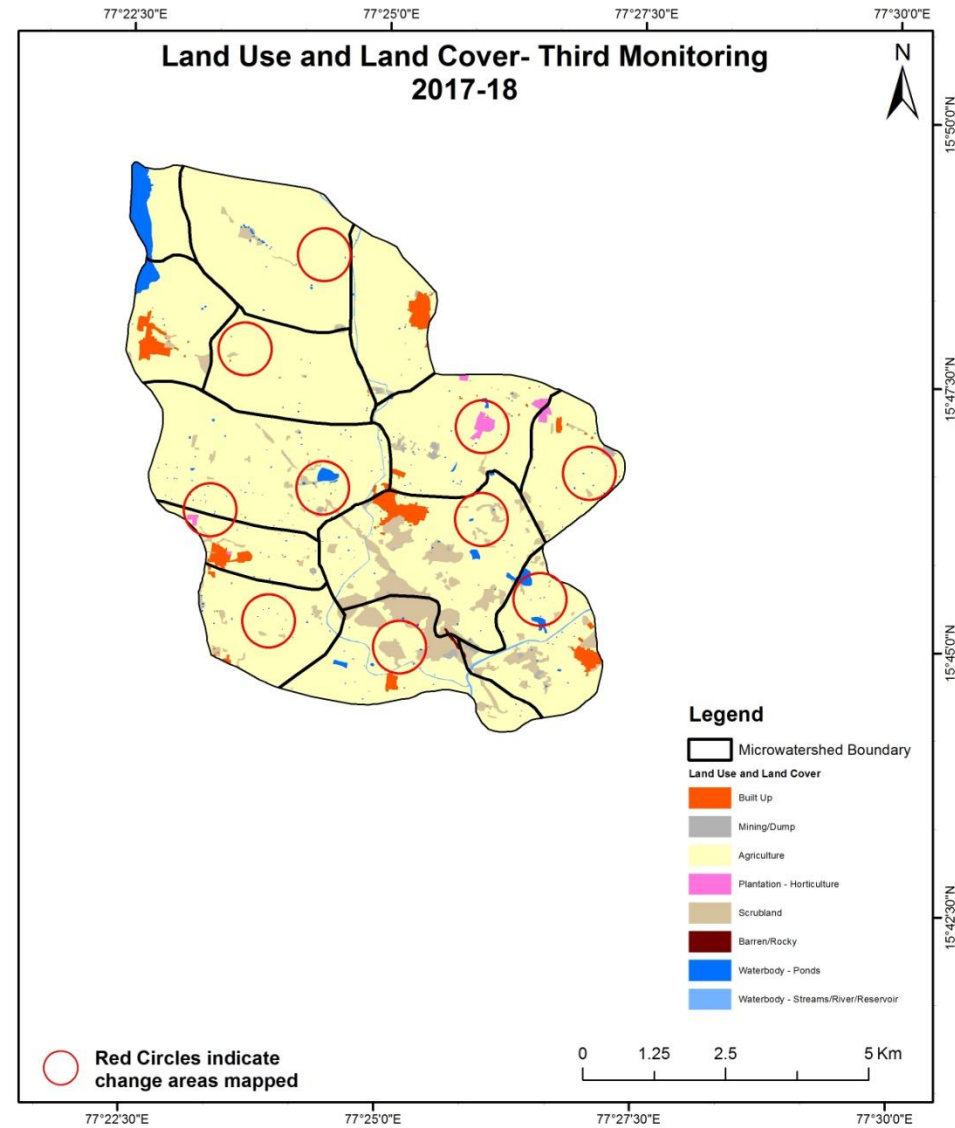 77°22'30"E 77°25'0"E 77°27'30"E 77°30'0"E
Land Use and Land Cover- Third Monitoring
2017-18
N
15°50'0"N
15°47'30"N
15°45'0"N
15°42'30"N
Legend
Microwatershed Boundary
Land Use and Land Cover
Built Up
Mining/Dump
Agriculture
Plantation - Horticulture
Scrubland
Barren/Rocky
Waterbody - Ponds
Waterbody - Streams/River/Reservoir
Red Circles indicate
change areas mapped
0 1.25 2.5 5 Km
77°22'30"E 77°25'0"E 77°27'30"E 77°30'0"E